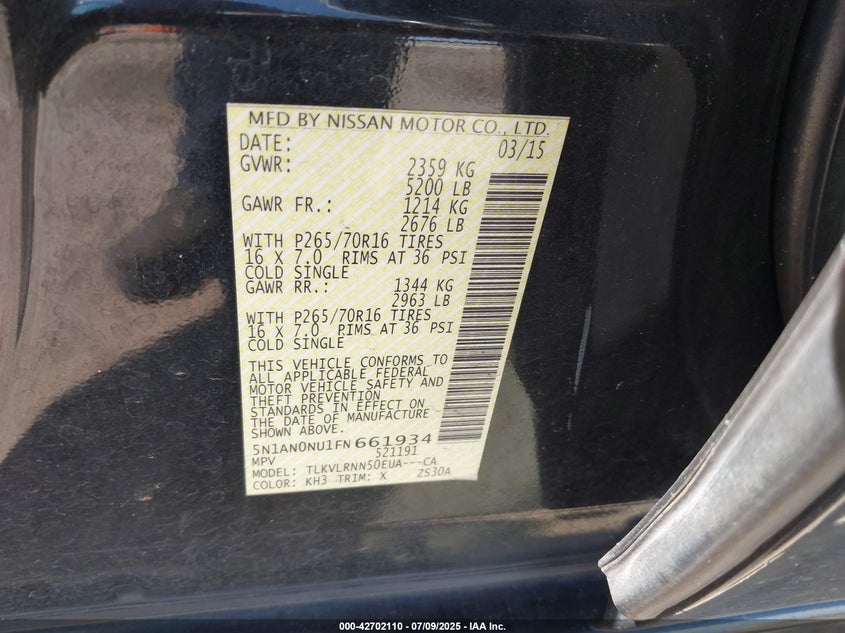 MFD BY NISSAN MOTOR CO., LTD.
DATE: 03/15
GVWR: 2359 KG
5200 LB
GAWR FR.: 1214 KG
2676 LB
WITH P265/70R16 TIRES
16 X 7.0 RIMS AT 36 PSI
COLD SINGLE
GAWR RR.: 1344 KG
2963 LB
WITH P265/70R16 TIRES
16 X 7.0 RIMS AT 36 PSI
COLD SINGLE
THIS VEHICLE CONFORMS TO
ALL APPLICABLE FEDERAL
MOTOR VEHICLE SAFETY AND
THEFT PREVENTION
STANDARDS IN EFFECT ON
THE DATE OF MANUFACTURE
SHOWN ABOVE.
5N1AN0NU1FN661934
MPV 521191
MODEL: TLKVLRNN50EUA---CA
COLOR: KH3 TRIM: X ZS30A
000-42702110 - 07/09/2025 - IAA Inc.